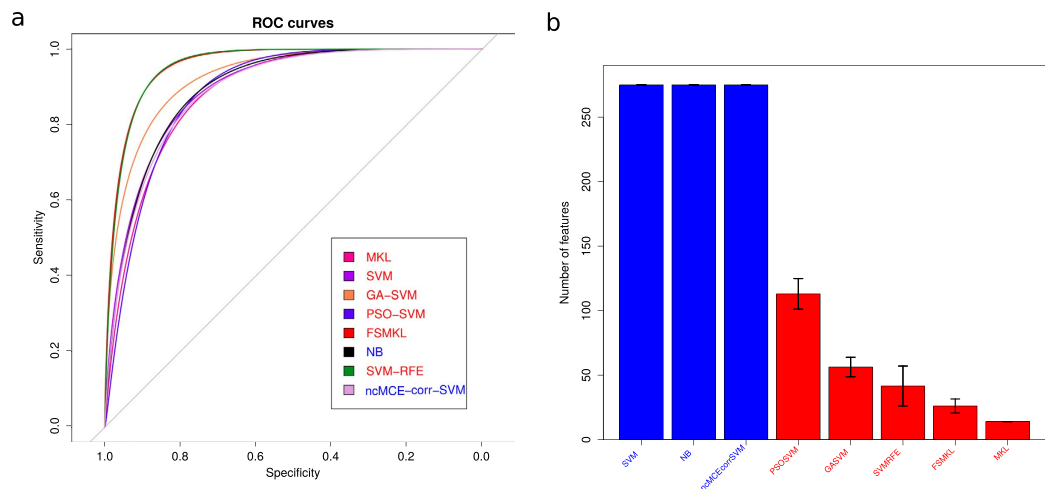 a
ROC curves
Sensitivity
1.0
0.8
0.6
0.4
0.2
0.0
MKL
SVM
GA−SVM
PSO−SVM
FSMKL
NB
SVM−RFE
ncMCE−corr−SVM
1.0 0.8 0.6 0.4 0.2 0.0
Specificity
b
Number of features
250
200
150
100
50
0
SVM NB ncMCEcorrSVM PSOSVM GASVM SVMRFE FSMKL MKL